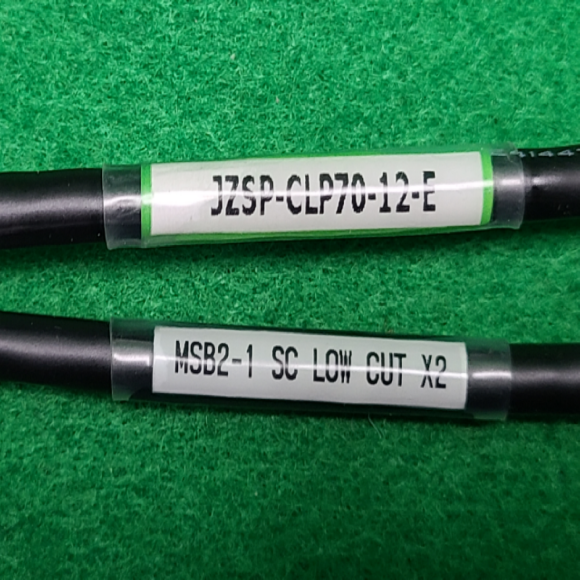 JZSP-CLP70-12-E
MSB2-1 SC LOW CUT X2